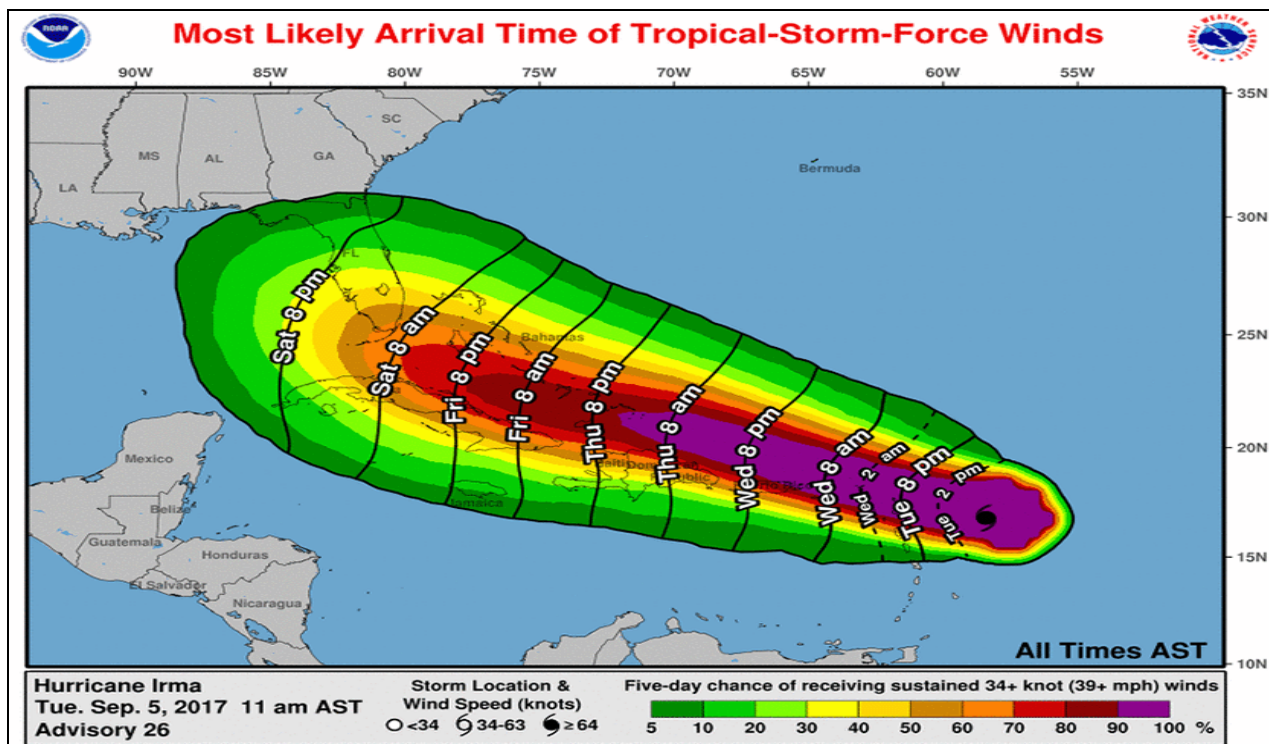 NOAA
Most Likely Arrival Time of Tropical-Storm-Force Winds
90W 85W 80W 75W 70W 65W 60W 55W
35N
30N
25N
20N
15N
10N
SC
MS
AL
GA
LA
Bermuda
FL
Bahamas
Mexico
Belize
Jamaica
Guatemala
Honduras
El Salvador
Nicaragua
Sat 8 pm
Sat 8 am
Fri 8 pm
Fri 8 am
Thu 8 pm
Thu 8 am
Wed 8 pm
Wed 8 am
Wed 2 am
Tue 8 pm
Tue 2 pm
All Times AST
Hurricane Irma
Tue. Sep. 5, 2017 11 am AST
Advisory 26
Storm Location &
Wind Speed (knots)
<34 34-63 ≥64
Five-day chance of receiving sustained 34+ knot (39+ mph) winds
5 10 20 30 40 50 60 70 80 90 100 %